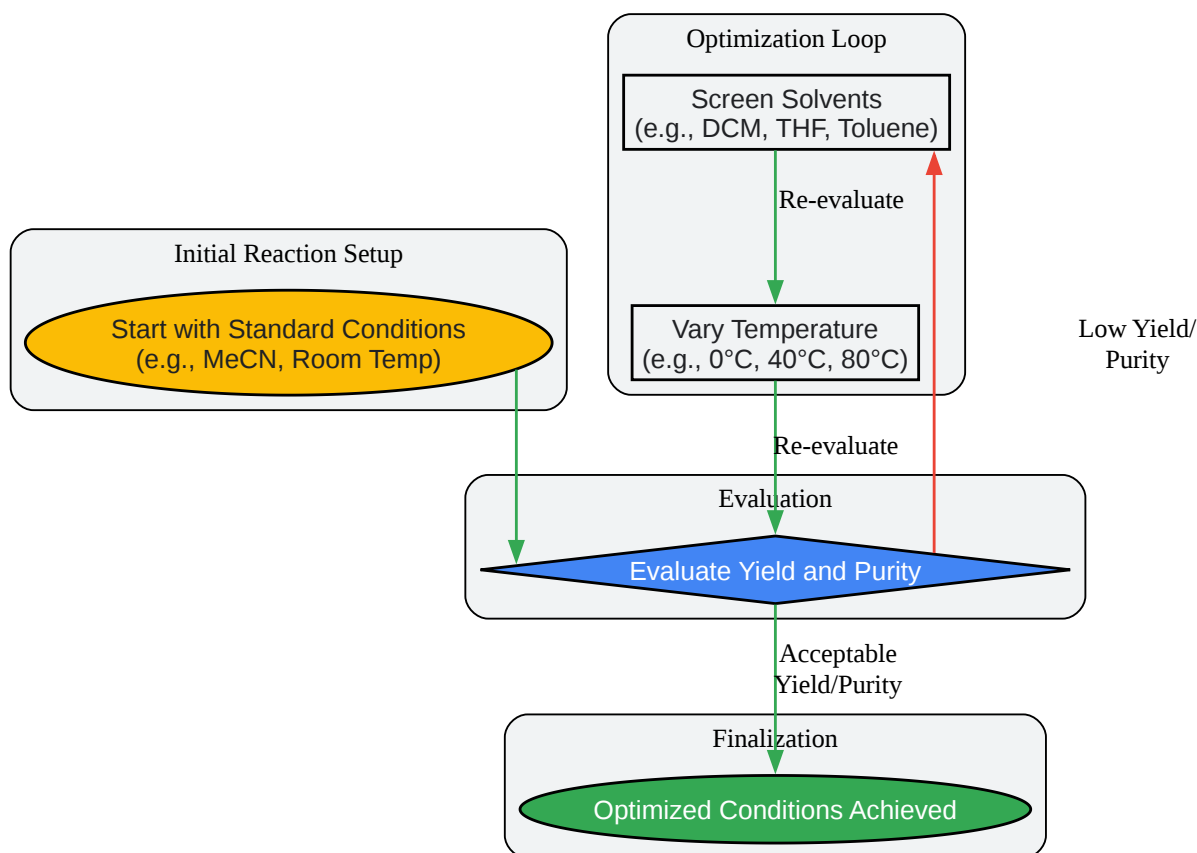 Optimization Loop
Screen Solvents
(e.g., DCM, THF, Toluene)
Re-evaluate
Initial Reaction Setup
Start with Standard Conditions
(e.g., MeCN, Room Temp)
Vary Temperature
(e.g., 0°C, 40°C, 80°C)
Low Yield/
Purity
Re-evaluate
Evaluation
Evaluate Yield and Purity
Acceptable
Yield/Purity
Finalization
Optimized Conditions Achieved